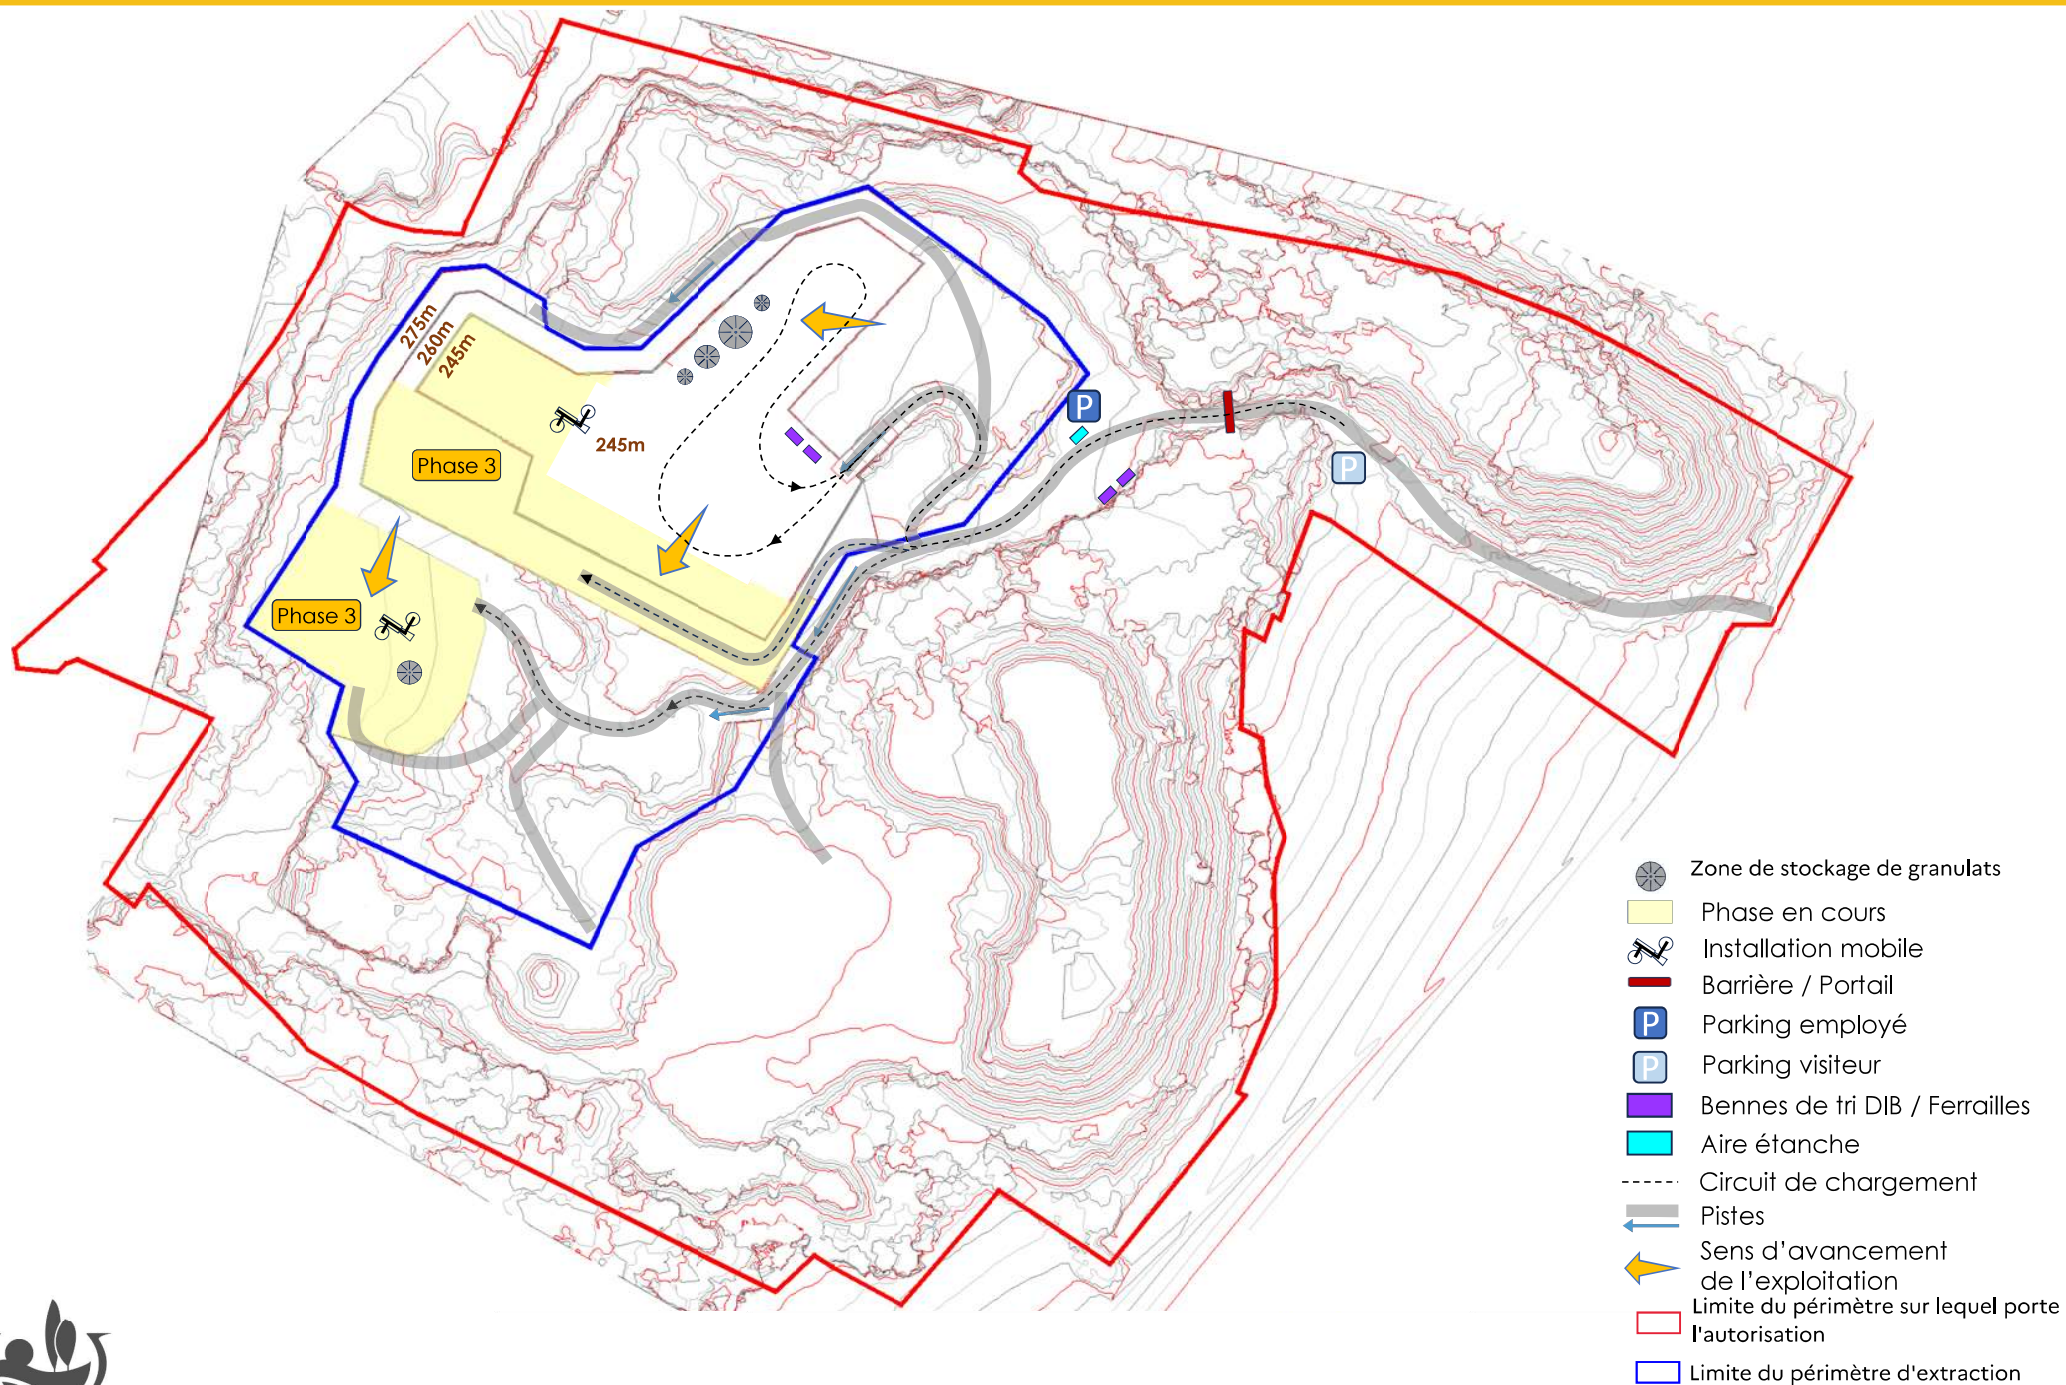 275m
260m
245m
245m
Phase 3
Phase 3
P
P
Zone de stockage de granulats
Phase en cours
Installation mobile
Barrière / Portail
P Parking employé
P Parking visiteur
Bennes de tri DIB / Ferrailles
Aire étanche
Circuit de chargement
Pistes
Sens d'avancement
de l'exploitation
Limite du périmètre sur lequel porte
l'autorisation
Limite du périmètre d'extraction